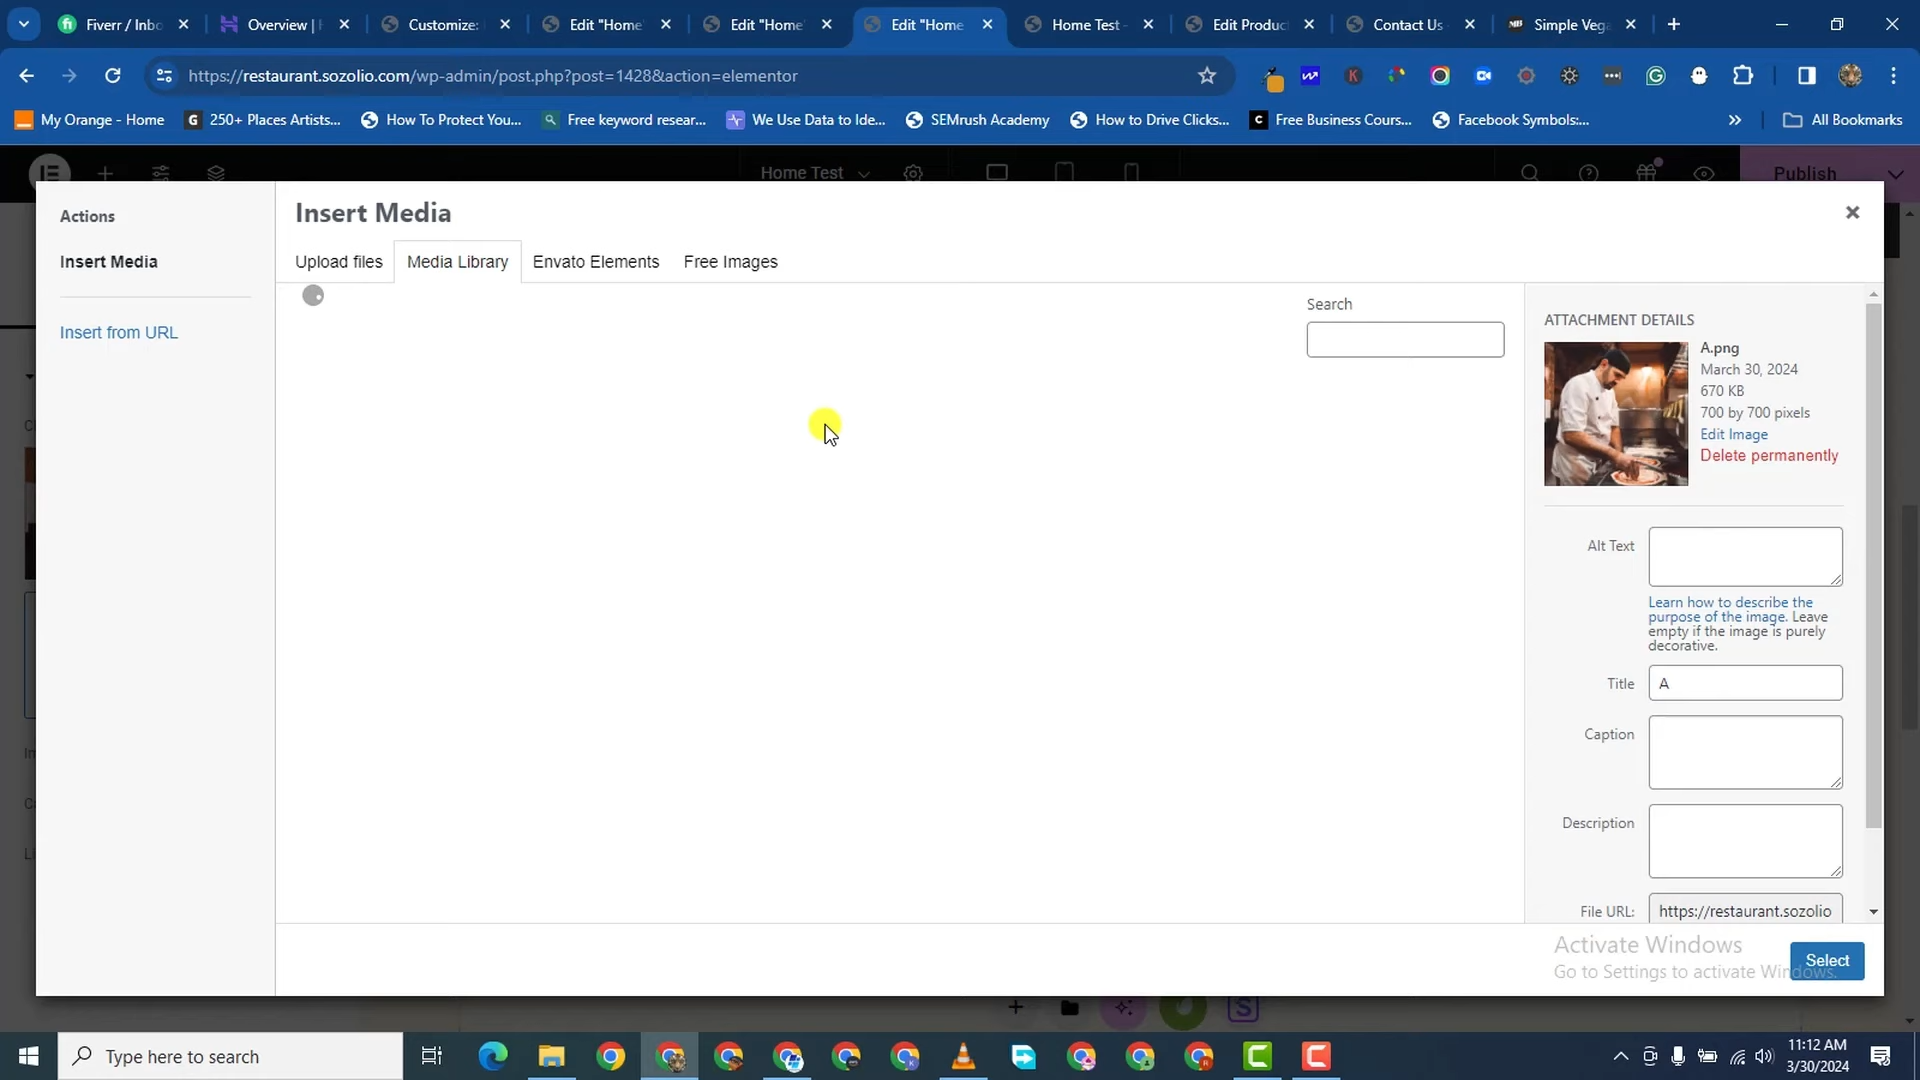 Fiverr / Inbo
Overview | H
Customize:
Edit "Home
Edit "Home
Edit "Home
Home Test -
Edit Produc
Contact Us -
Simple Vega
https://restaurant.sozolio.com/wp-admin/post.php?post=1428&action=elementor
My Orange - Home
250+ Places Artists...
How To Protect You...
Free keyword resear...
We Use Data to Ide...
SEMrush Academy
How to Drive Clicks...
Free Business Cours...
Facebook Symbols:...
All Bookmarks
Home Test
Publish
Actions
Insert Media
Insert from URL
Insert Media
Upload files
Media Library
Envato Elements
Free Images
Search
ATTACHMENT DETAILS
A.png
March 30, 2024
670 KB
700 by 700 pixels
Edit Image
Delete permanently
Alt Text
Learn how to describe the
purpose of the image. Leave
empty if the image is purely
decorative.
Title
A
Caption
Description
File URL:
https://restaurant.sozolio
Activate Windows
Go to Settings to activate Windows.
Select
Type here to search
11:12 AM
3/30/2024